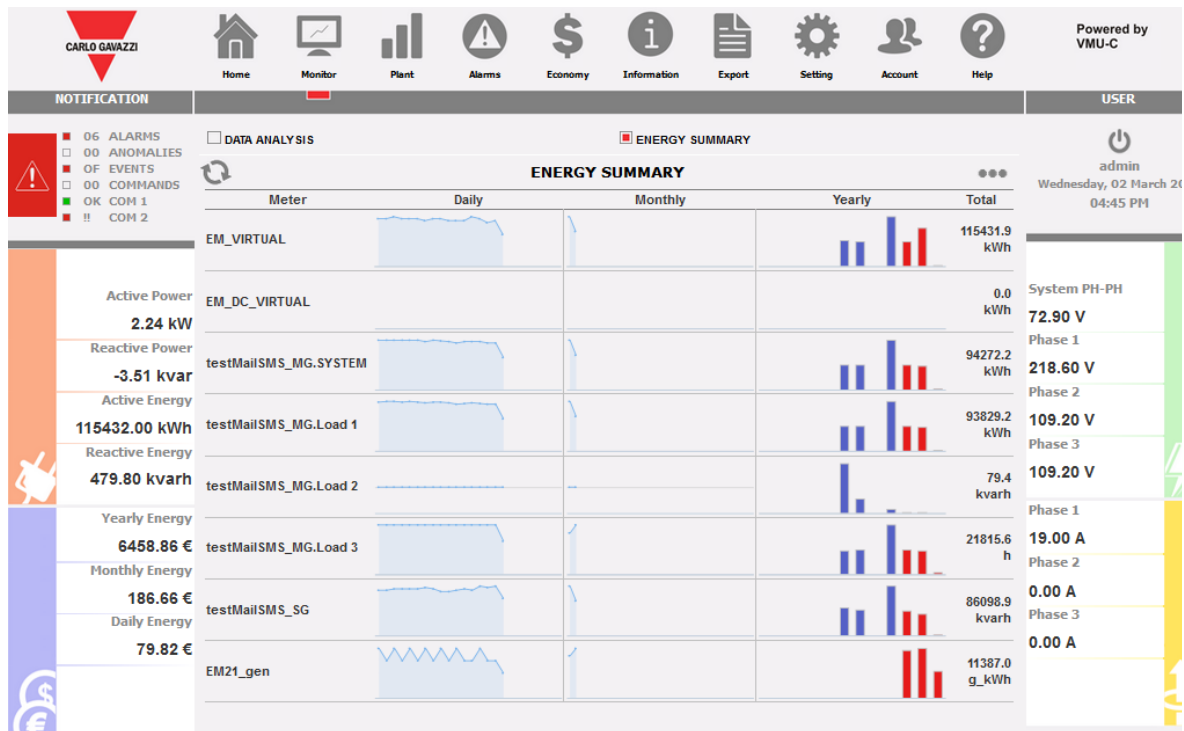 CARLO GAVAZZI
Home
Monitor
Plant
Alarms
Economy
Information
Export
Setting
Account
Help
Powered by
VMU-C
NOTIFICATION
USER
06 ALARMS
00 ANOMALIES
OF EVENTS
00 COMMANDS
OK COM 1
!! COM 2
DATA ANALYSIS
ENERGY SUMMARY
ENERGY SUMMARY
admin
Wednesday, 02 March 20
04:45 PM
Meter Daily Monthly Yearly Total
EM_VIRTUAL 115431.9
kWh
EM_DC_VIRTUAL 0.0
kWh
testMailSMS_MG.SYSTEM 94272.2
kWh
testMailSMS_MG.Load 1 93829.2
kWh
testMailSMS_MG.Load 2 79.4
kvarh
testMailSMS_MG.Load 3 21815.6
h
testMailSMS_SG 86098.9
kvarh
EM21_gen 11387.0
g_kWh
Active Power
2.24 kW
Reactive Power
-3.51 kvar
Active Energy
115432.00 kWh
Reactive Energy
479.80 kvarh
Yearly Energy
6458.86 €
Monthly Energy
186.66 €
Daily Energy
79.82 €
System PH-PH
72.90 V
Phase 1
218.60 V
Phase 2
109.20 V
Phase 3
109.20 V
Phase 1
19.00 A
Phase 2
0.00 A
Phase 3
0.00 A